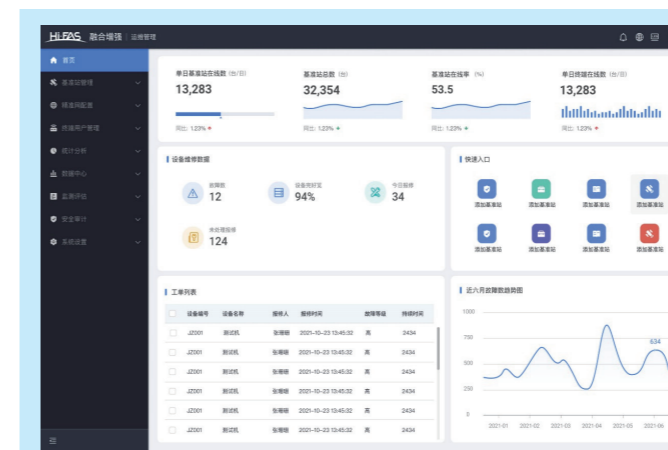 HI-FAS 融合增强 | 运维管理
首页
基准站管理
终端用户管理
统计分析
数据中心
监测评估
安全审计
系统设置
单日基准站在线数 (台/日)
13,283
同比: 123%
基准站总数 (台)
32,354
同比: 123%
基准站在线率 (%)
53.5
同比: 123%
单日终端在线数 (台/日)
13,283
同比: 123%
设备维修数据
故障数
12
设备完好室
94%
今日报修
34
未处理报修
124
快速入口
添加基准站 添加基准站 添加基准站 添加基准站
添加基准站 添加基准站 添加基准站 添加基准站
工单列表
设备编号 设备名称 报修人 报修时间 故障等级 持续时间
JZ001 测试机 张珊珊 2021-10-23 13:45:32 高 2434
JZ001 测试机 张珊珊 2021-10-23 13:45:32 高 2434
JZ001 测试机 张珊珊 2021-10-23 13:45:32 高 2434
JZ001 测试机 张珊珊 2021-10-23 13:45:32 高 2434
JZ001 测试机 张珊珊 2021-10-23 13:45:32 高 2434
JZ001 测试机 张珊珊 2021-10-23 13:45:32 高 2434
近六月故障数趋势图
1000
750
500
250
0
634
2021-01 2021-02 2021-03 2021-04 2021-05 2021-06